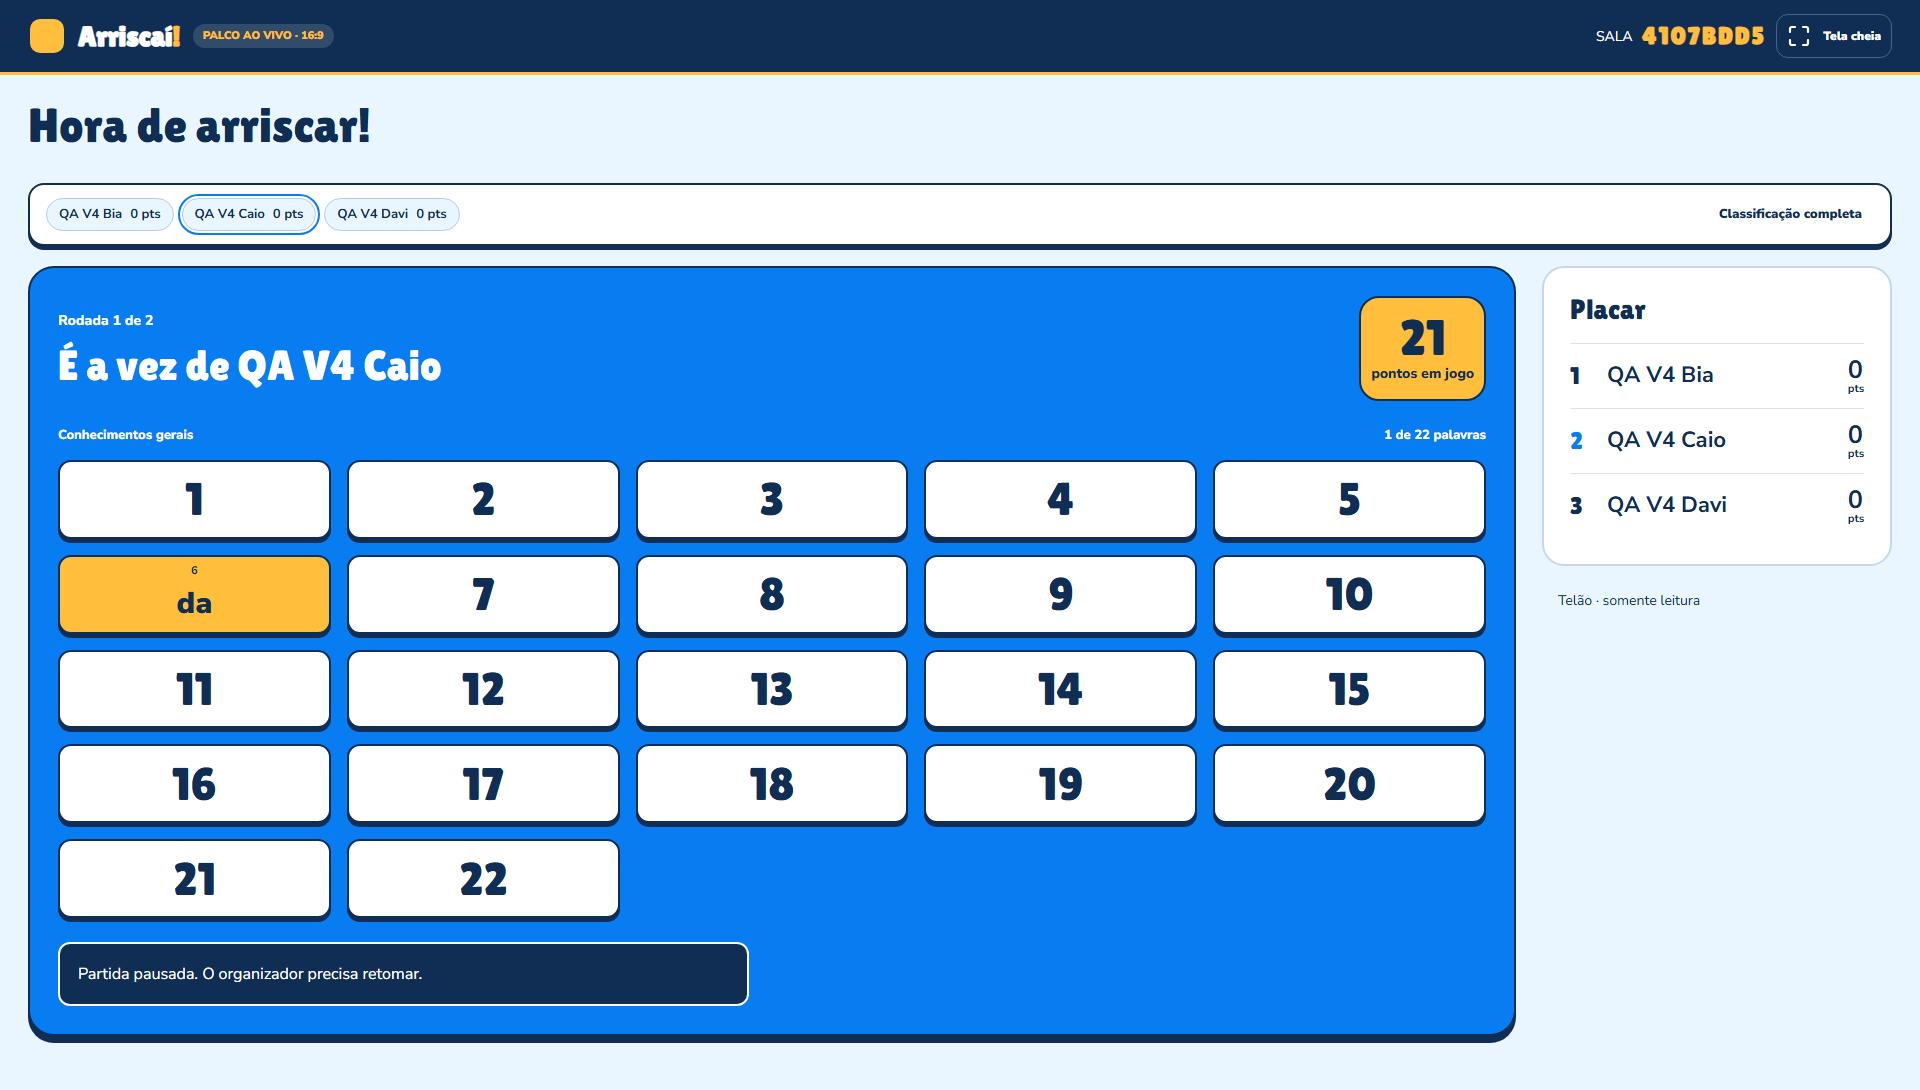 Arriscaí!
PALCO AO VIVO · 16:9
SALA 4107BDD5
Tela cheia
Hora de arriscar!
QA V4 Bia 0 pts
QA V4 Caio 0 pts
QA V4 Davi 0 pts
Classificação completa
Rodada 1 de 2
É a vez de QA V4 Caio
21
pontos em jogo
Conhecimentos gerais
1 de 22 palavras
1
2
3
4
5
6
da
7
8
9
10
11
12
13
14
15
16
17
18
19
20
21
22
Partida pausada. O organizador precisa retomar.
Placar
1 QA V4 Bia 0 pts
2 QA V4 Caio 0 pts
3 QA V4 Davi 0 pts
Telão · somente leitura